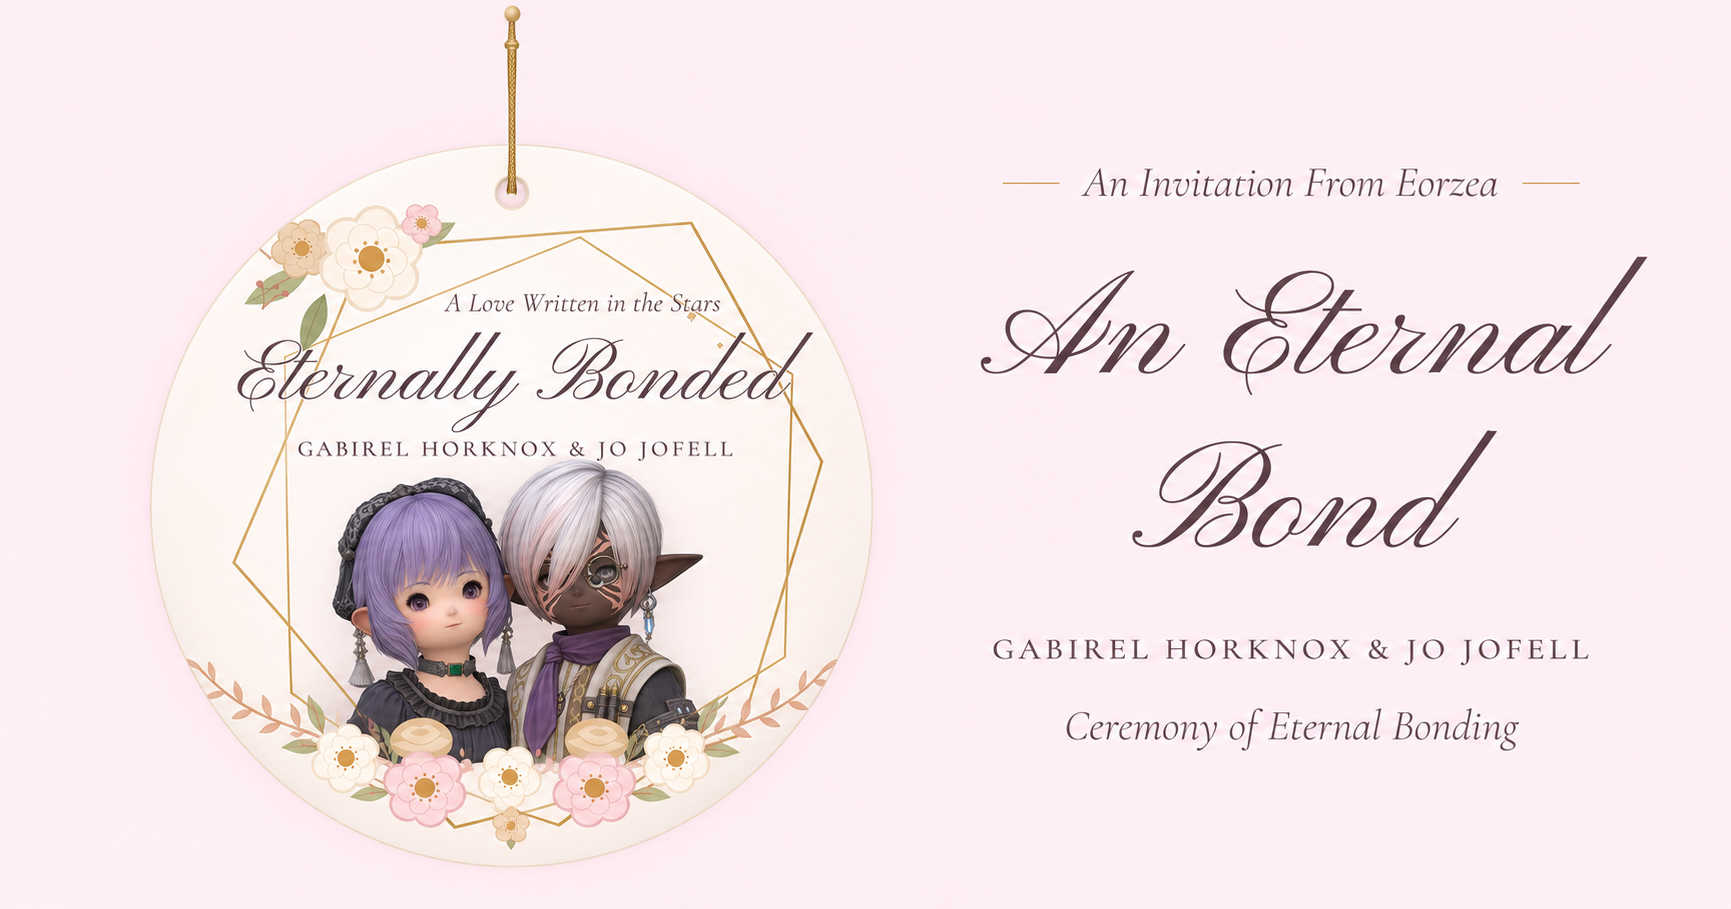 A Love Written in the Stars
Eternally Bonded
GABIREL HORKNOX & JO JOFELL
An Invitation From Eorzea
An Eternal
Bond
GABIREL HORKNOX & JO JOFELL
Ceremony of Eternal Bonding